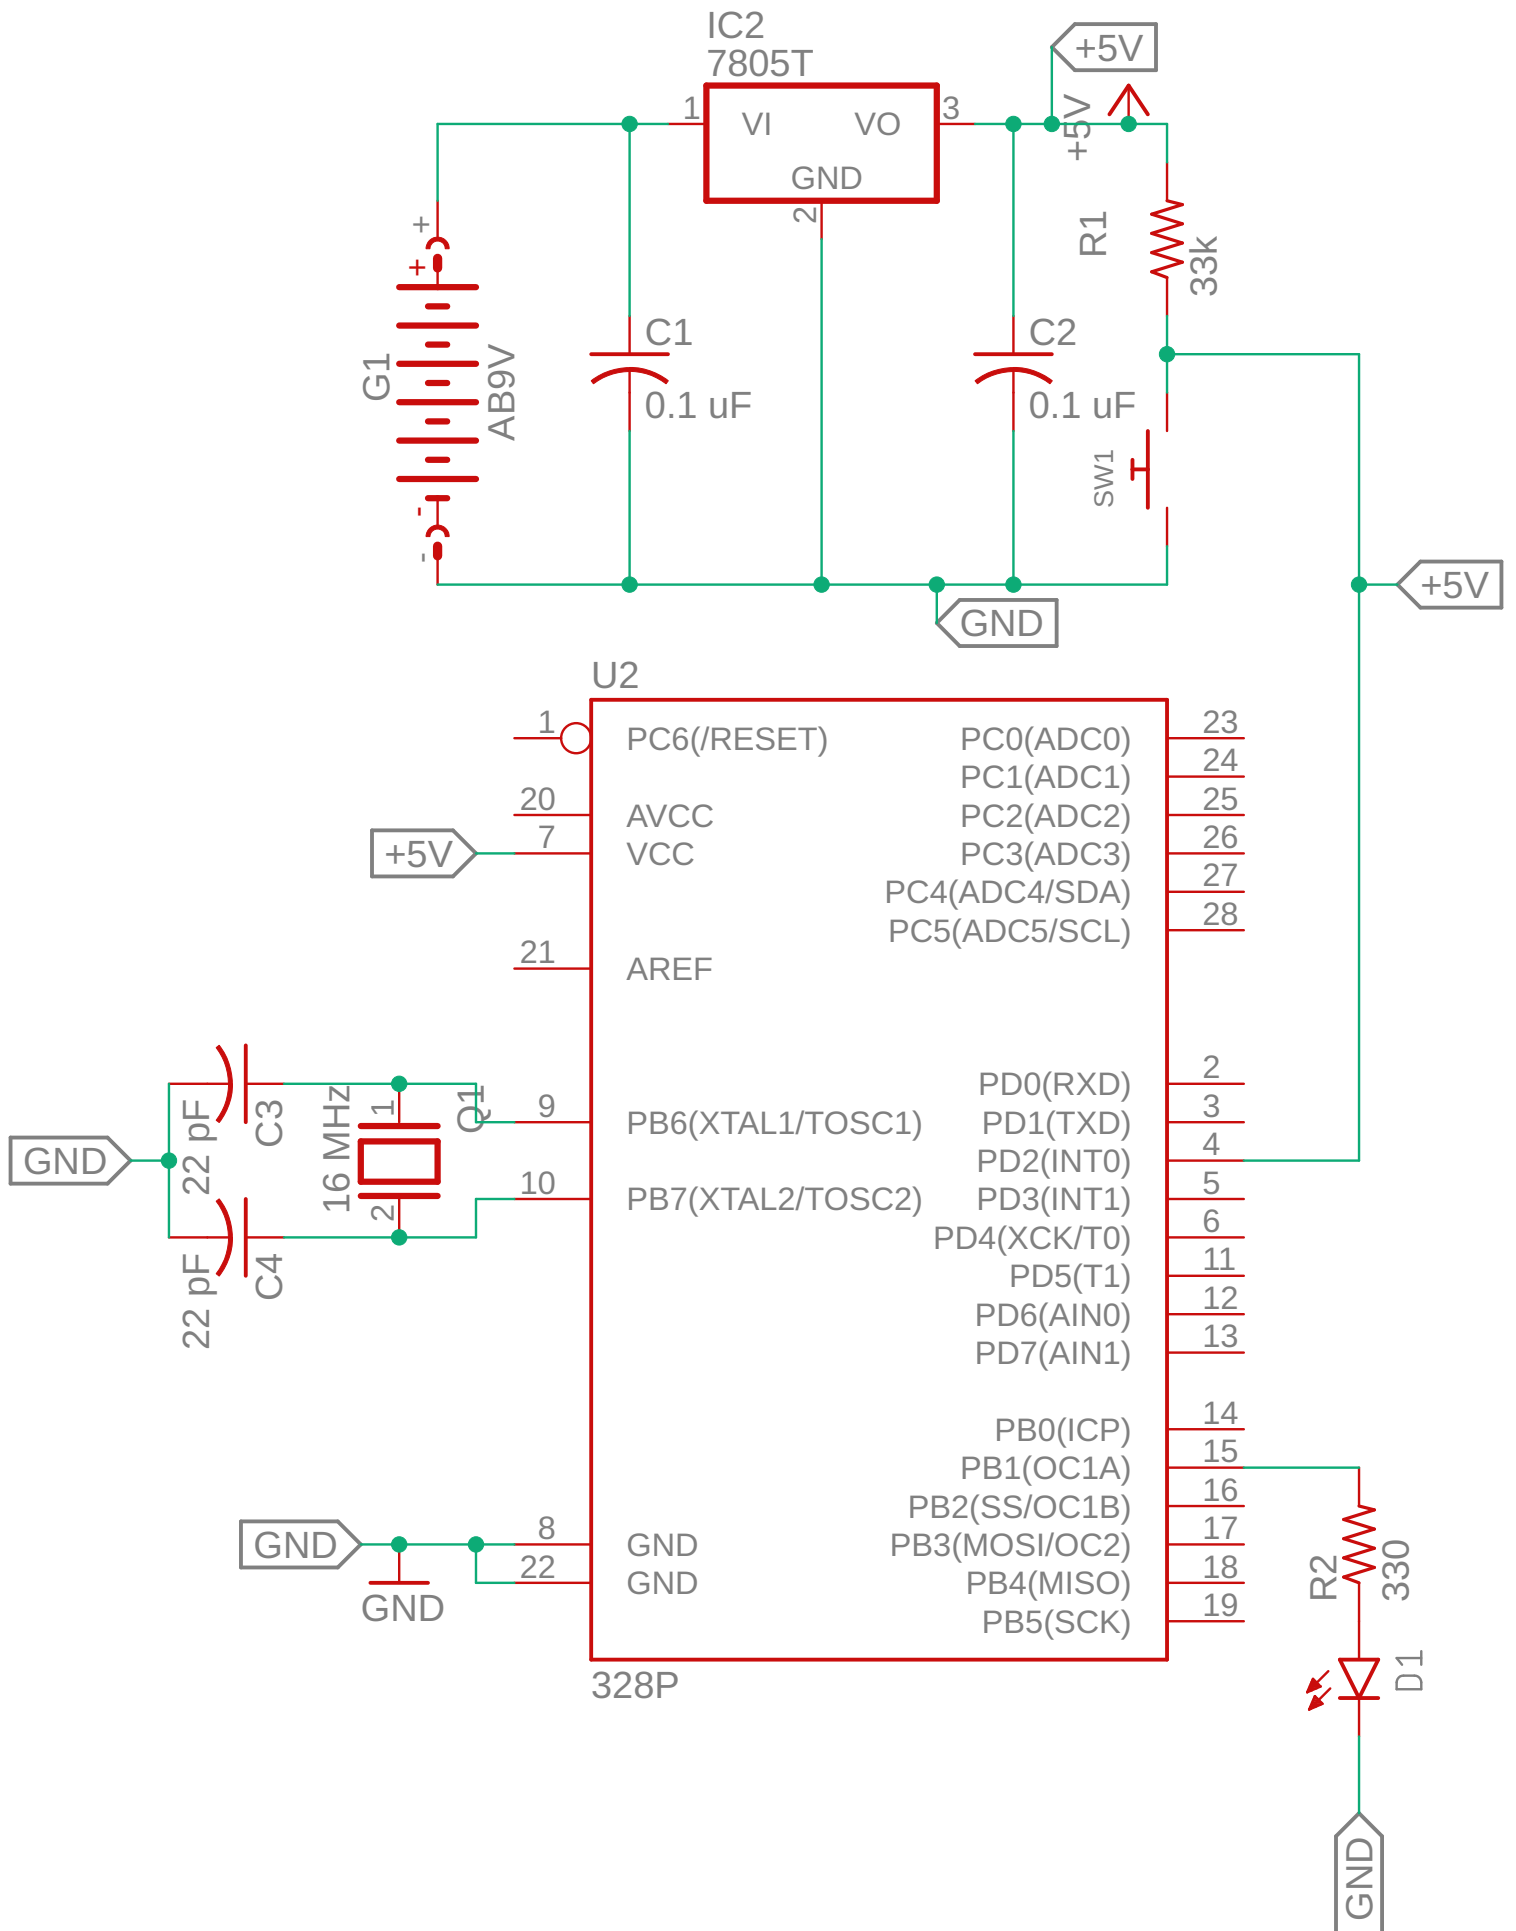 IC2
7805T
+5V
1
VI
VO
3
GND
2
+5V
R1
33k
+
+
G1
AB9V
-
-
C1
0.1 uF
C2
0.1 uF
SW1
+5V
GND
U2
1
PC6(/RESET)
20
AVCC
+5V
7
VCC
21
AREF
PC0(ADC0)
23
PC1(ADC1)
24
PC2(ADC2)
25
PC3(ADC3)
26
PC4(ADC4/SDA)
27
PC5(ADC5/SCL)
28
GND
22 pF
C3
16 MHz
1
2
Q1
9
PB6(XTAL1/TOSC1)
10
PB7(XTAL2/TOSC2)
22 pF
C4
PD0(RXD)
2
PD1(TXD)
3
PD2(INT0)
4
PD3(INT1)
5
PD4(XCK/T0)
6
PD5(T1)
11
PD6(AIN0)
12
PD7(AIN1)
13
PB0(ICP)
14
PB1(OC1A)
15
PB2(SS/OC1B)
16
PB3(MOSI/OC2)
17
PB4(MISO)
18
PB5(SCK)
19
GND
8
GND
22
GND
GND
328P
R2
330
D1
GND